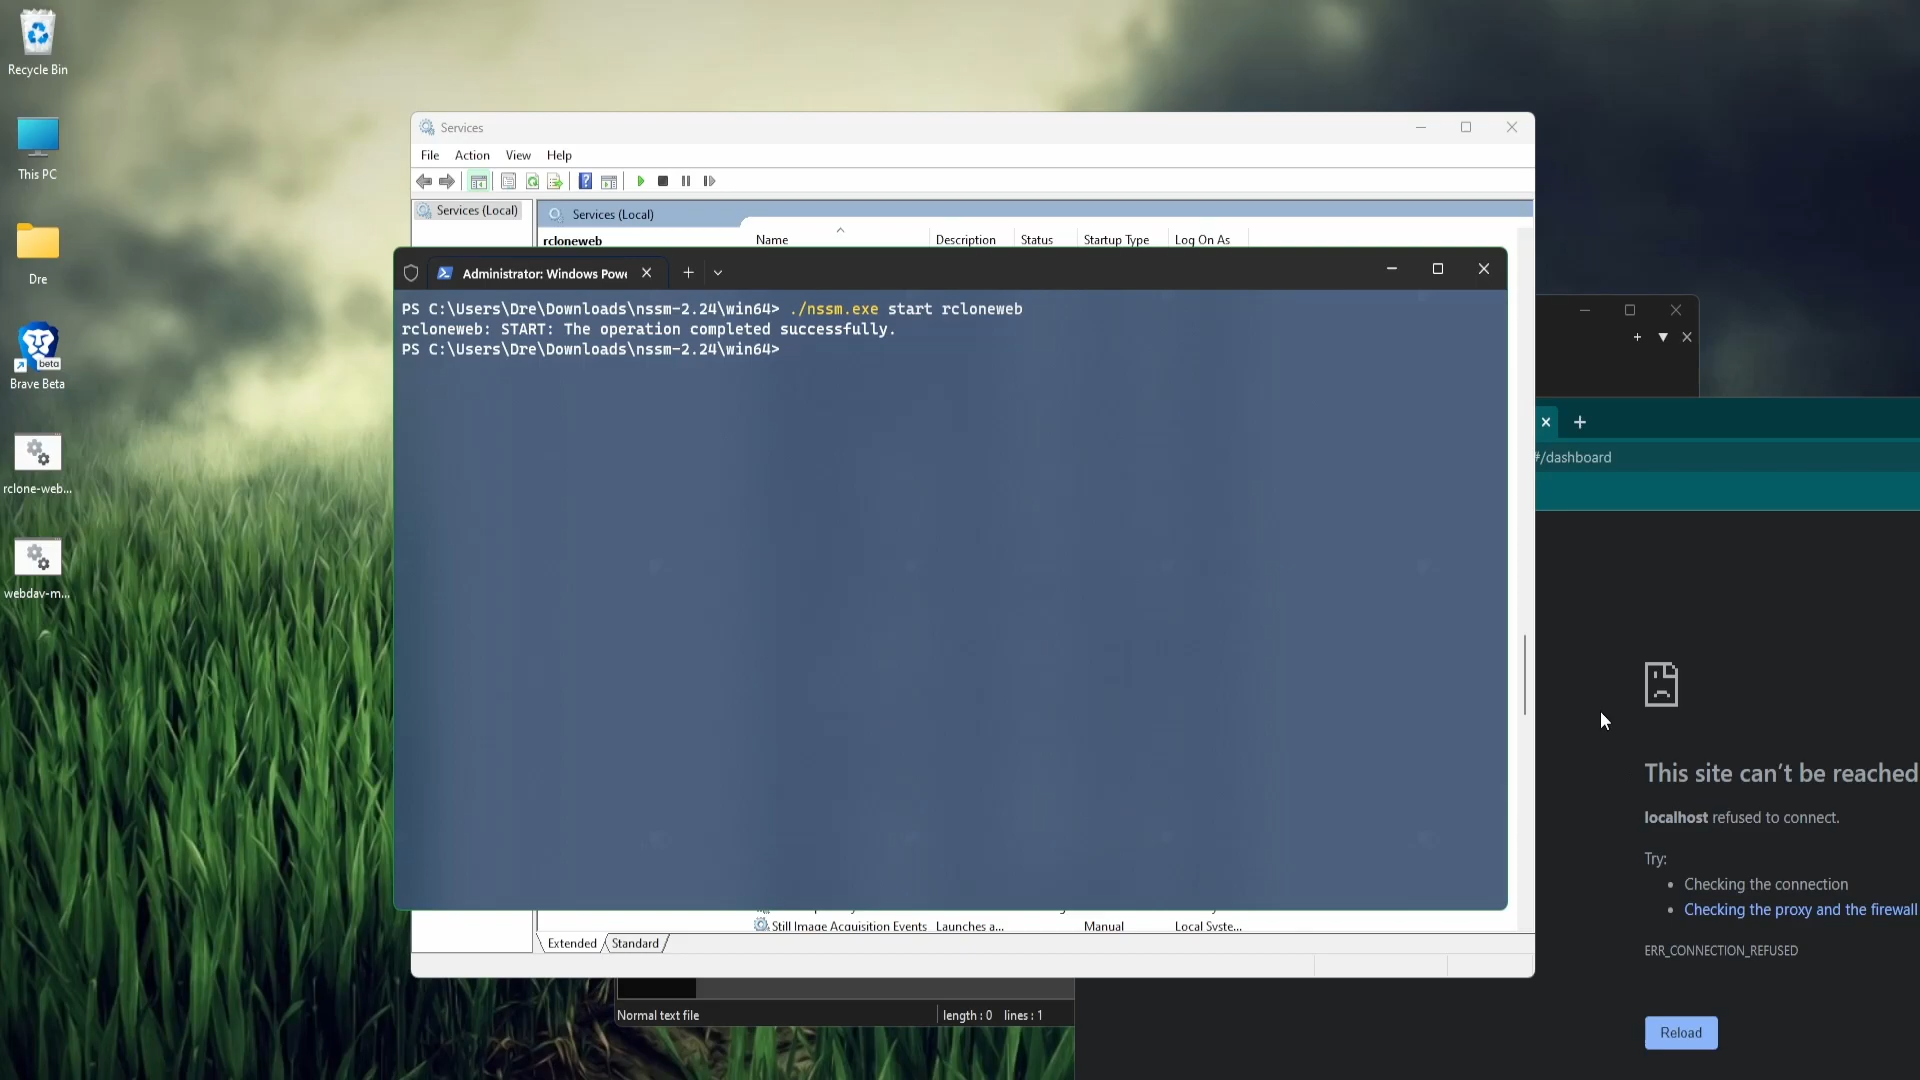 Recycle Bin
This PC
Dre
beta
Brave Beta
rclone-web...
webdav-m...
Services
File Action View Help
Services (Local)
Services (Local)
rcloneweb
Name Description Status Startup Type Log On As
Administrator: Windows Powe
PS C:\Users\Dre\Downloads\nssm-2.24\win64> ./nssm.exe start rcloneweb
rcloneweb: START: The operation completed successfully.
PS C:\Users\Dre\Downloads\nssm-2.24\win64>
Still Image Acquisition Events Launches a... Manual Local Syste...
Extended Standard
Normal text file length : 0 lines : 1
#/dashboard
This site can't be reached
localhost refused to connect.
Try:
• Checking the connection
• Checking the proxy and the firewall
ERR_CONNECTION_REFUSED
Reload